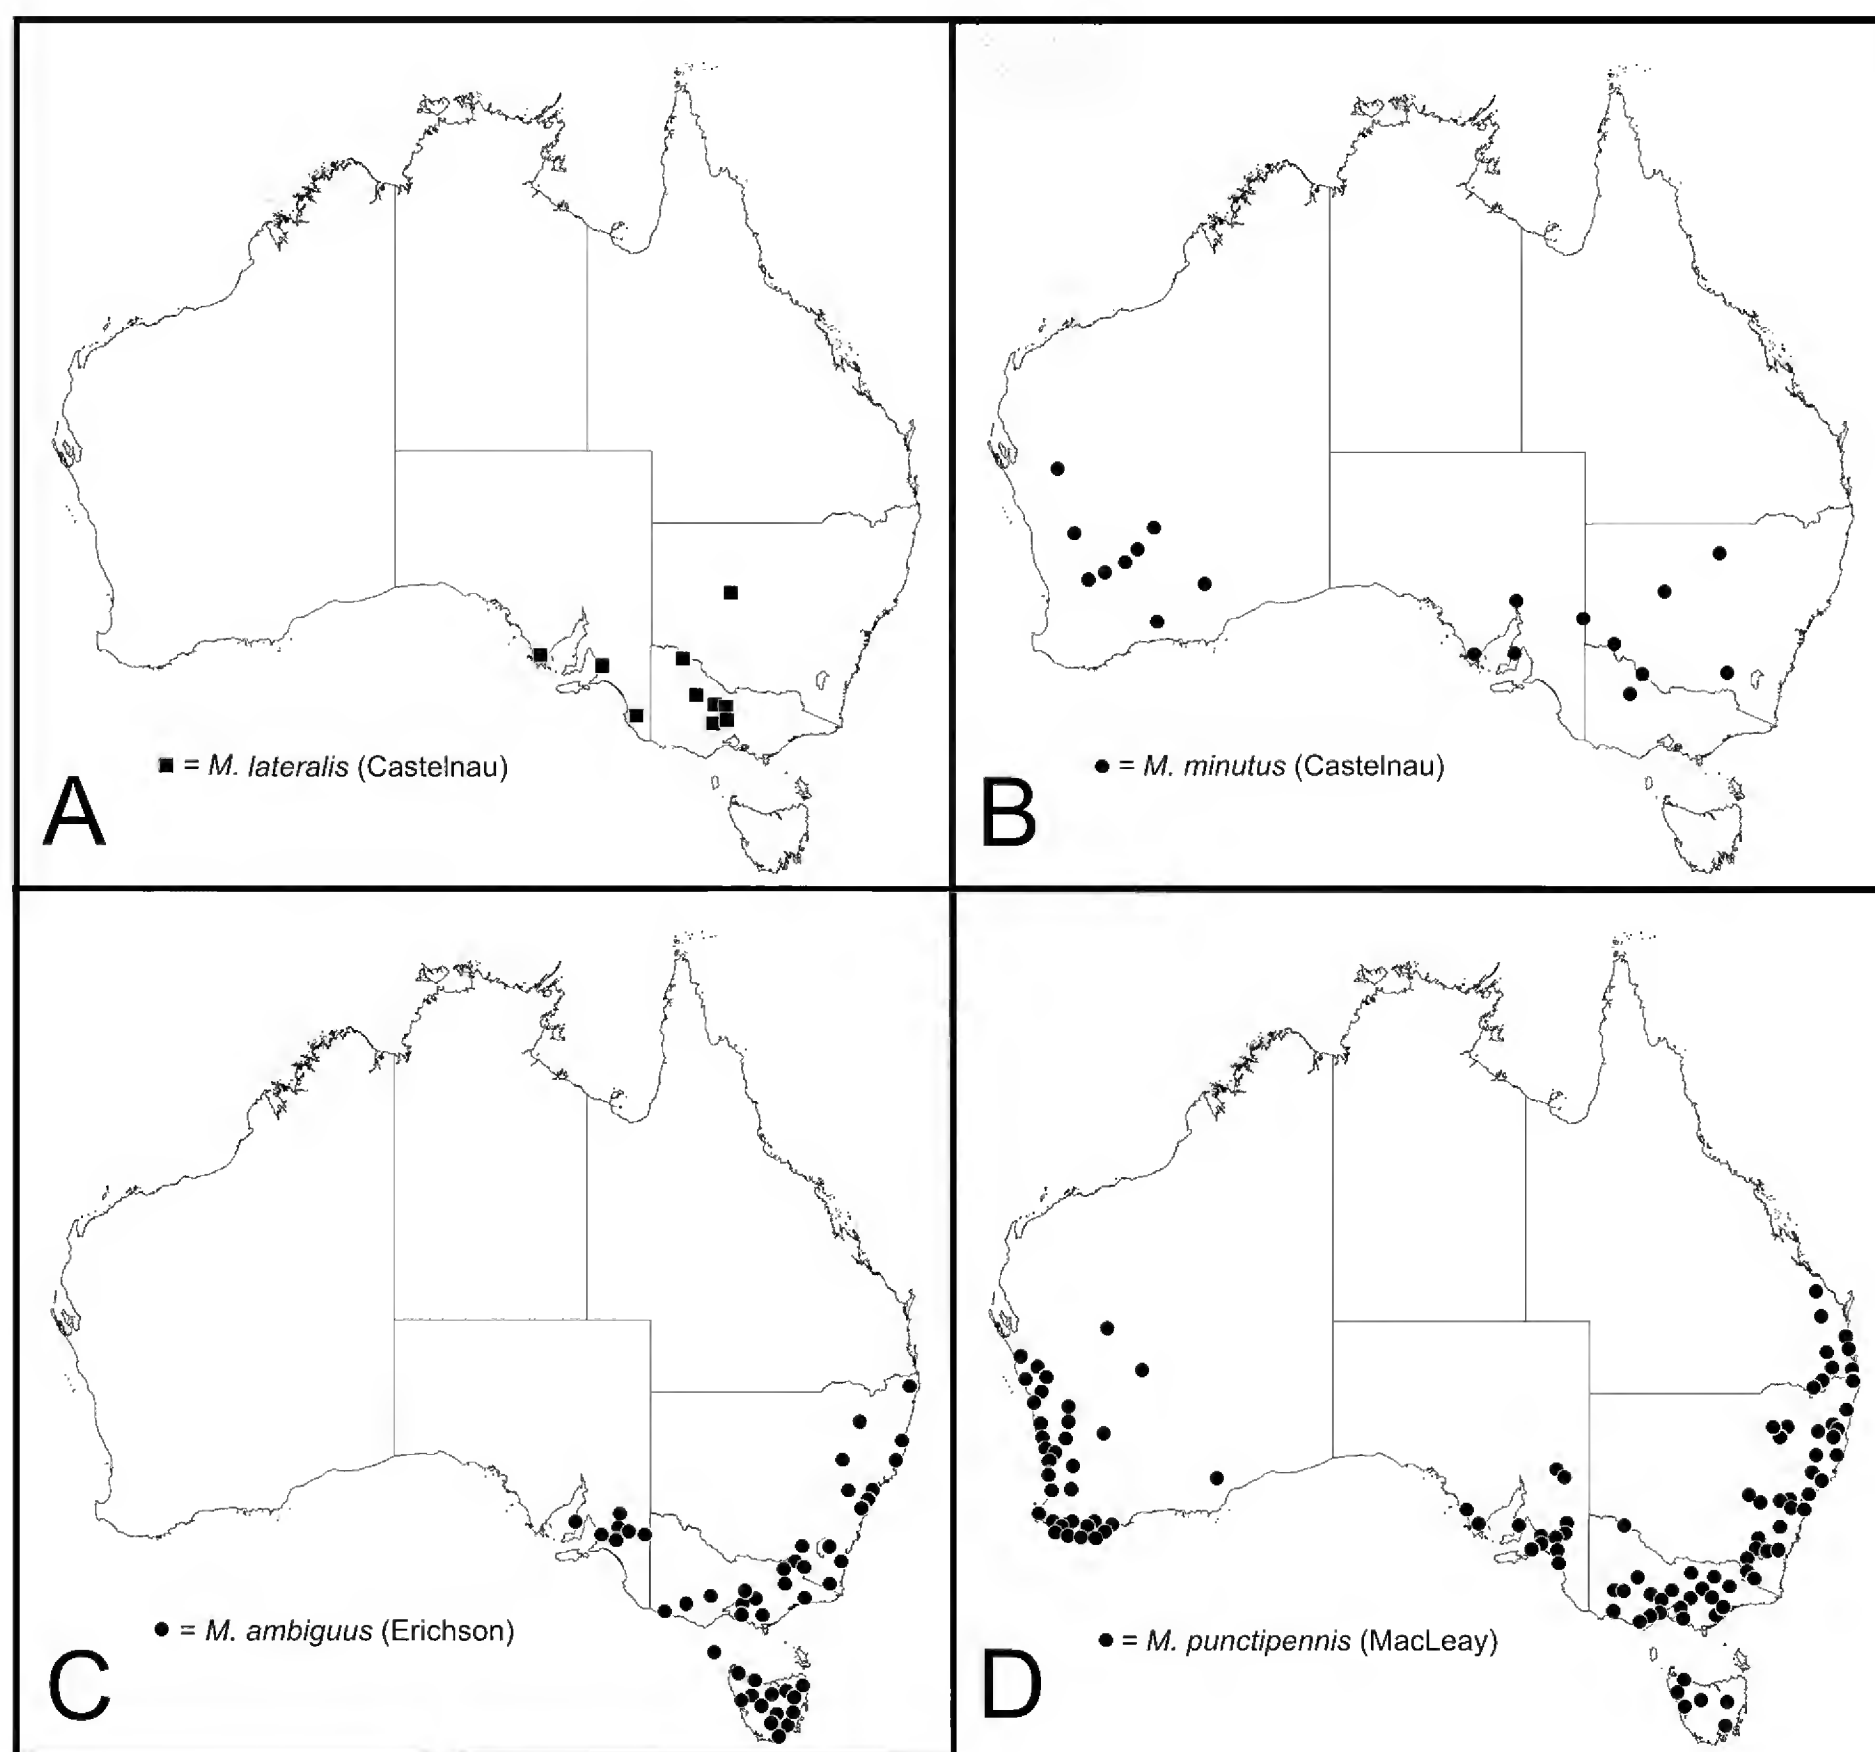 ■ = M. lateralis (Castelnau)
A
● = M. minutus (Castelnau)
B
● = M. ambiguus (Erichson)
C
● = M. punctipennis (MacLeay)
D